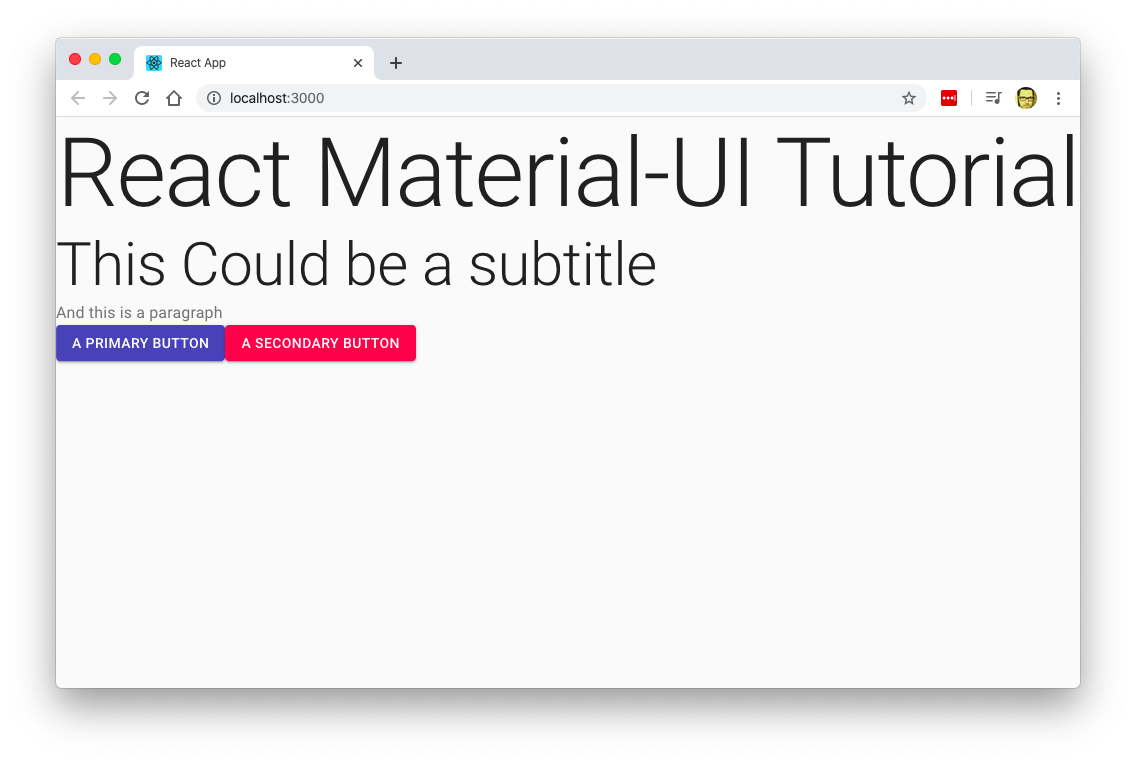 React App
localhost:3000
React Material-UI Tutorial
This Could be a subtitle
And this is a paragraph
A PRIMARY BUTTON A SECONDARY BUTTON